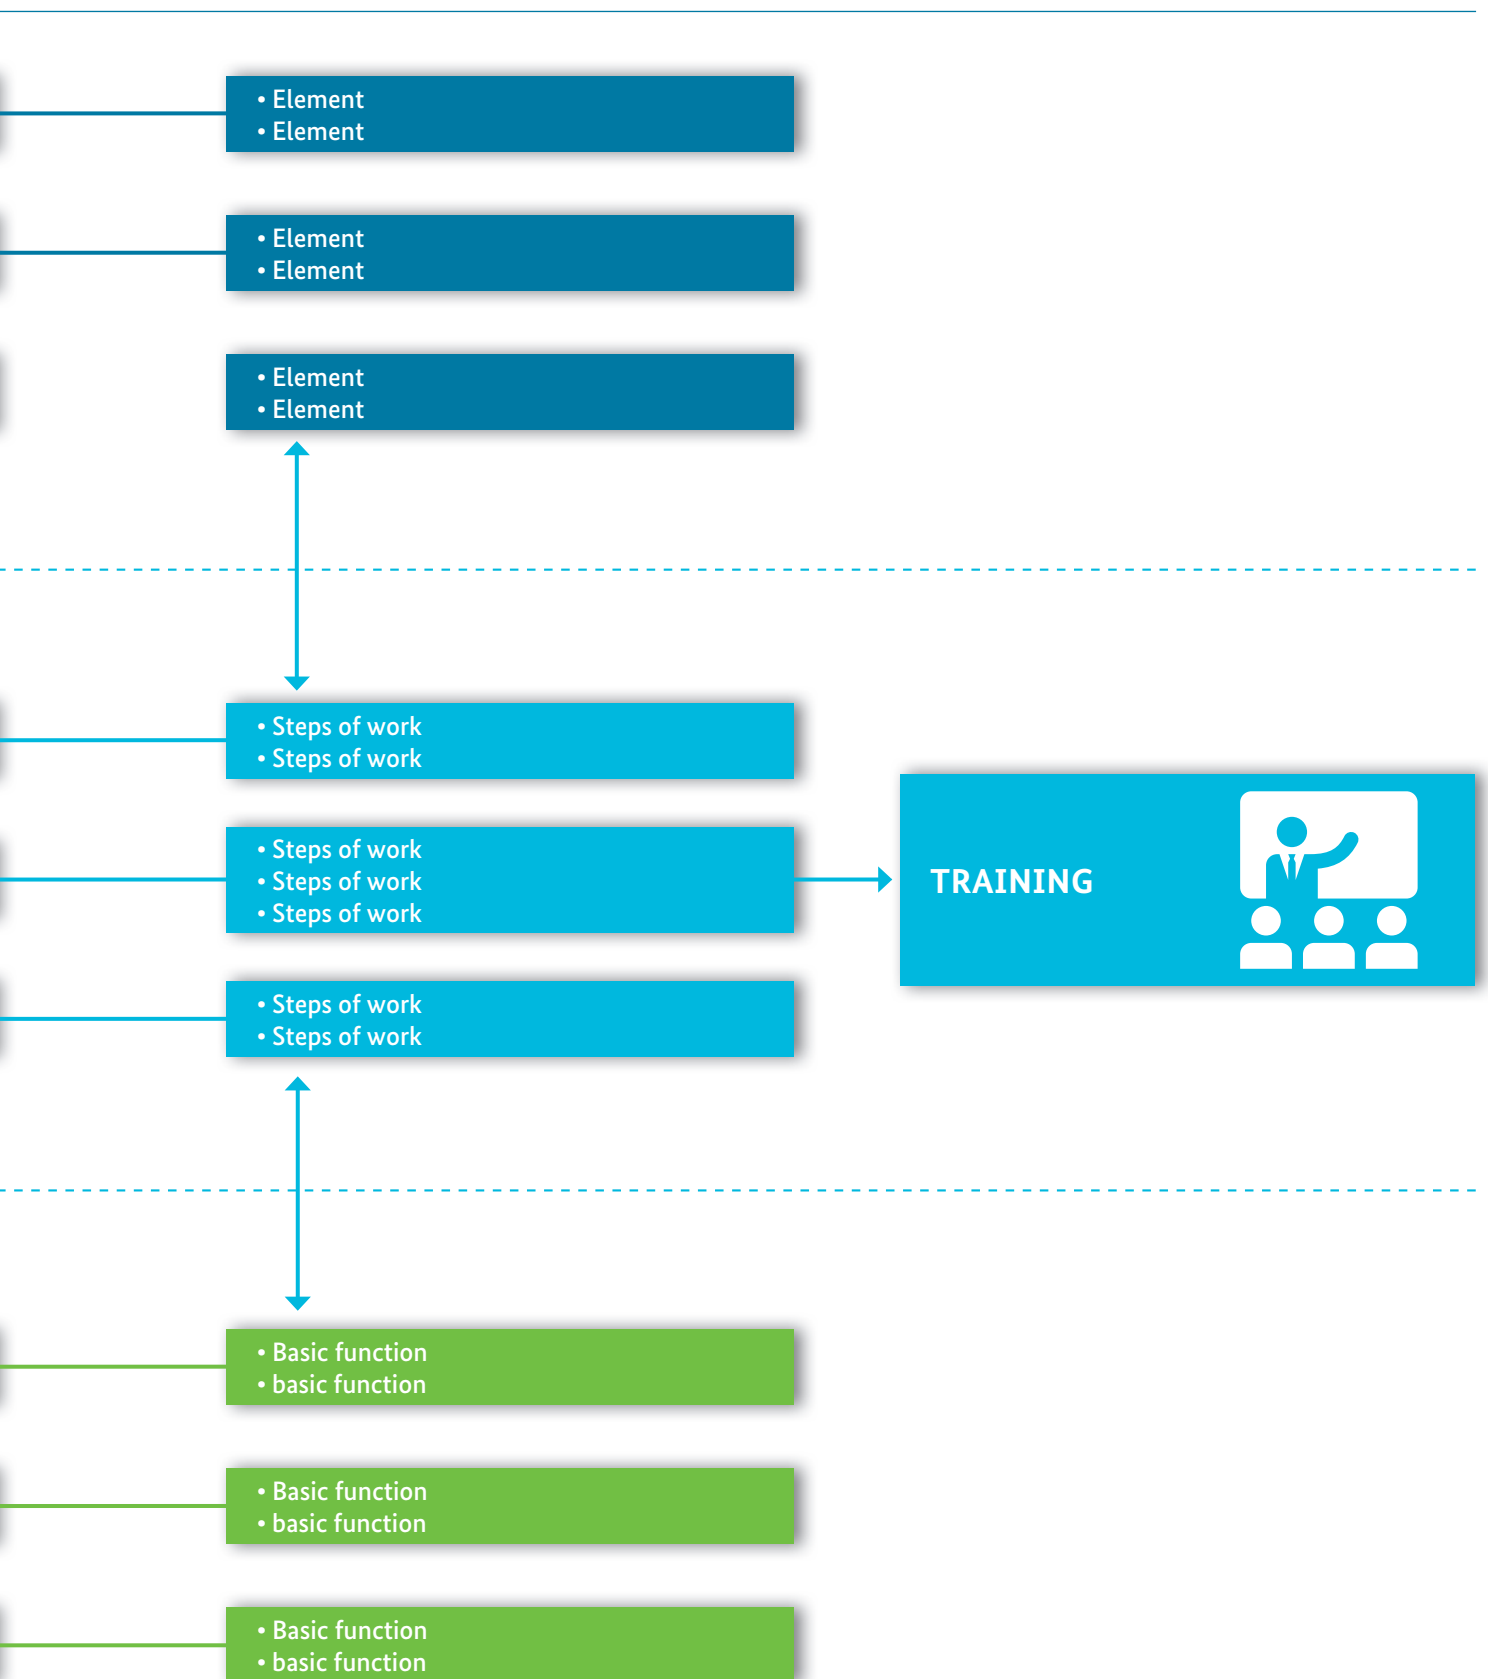 • Element
• Element
• Element
• Element
• Element
• Element
• Steps of work
• Steps of work
• Steps of work
• Steps of work
• Steps of work
TRAINING
• Steps of work
• Steps of work
• Basic function
• basic function
• Basic function
• basic function
• Basic function
• basic function